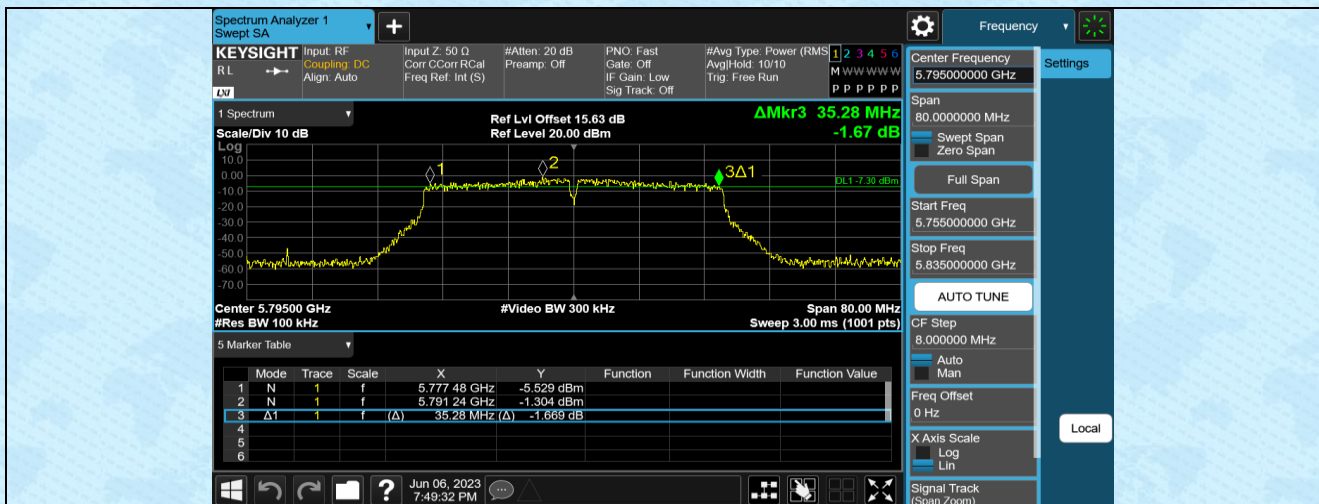 Spectrum Analyzer 1
Swept SA
+
Frequency
KEYSIGHT
RL
LXI
Input: RF
Coupling: DC
Align: Auto
Input Z: 50 Ω
Corr CCorr RCal
Freq Ref: Int (S)
#Atten: 20 dB
Preamp: Off
PNO: Fast
Gate: Off
IF Gain: Low
Sig Track: Off
#Avg Type: Power (RMS
Avg|Hold: 10/10
Trig: Free Run
1 2 3 4 5 6
M W W W W W
P P P P P P
1 Spectrum
Scale/Div 10 dB
Ref Lvl Offset 15.63 dB
Ref Level 20.00 dBm
ΔMkr3 35.28 MHz
-1.67 dB
Log
10.0
0.00
-10.0
-20.0
-30.0
-40.0
-50.0
-60.0
-70.0
1
2
3Δ1
DL1 -7.30 dBm
Center 5.79500 GHz
#Res BW 100 kHz
#Video BW 300 kHz
Span 80.00 MHz
Sweep 3.00 ms (1001 pts)
5 Marker Table
Mode Trace Scale X Y Function Function Width Function Value
1 N 1 f 5.777 48 GHz -5.529 dBm
2 N 1 f 5.791 24 GHz -1.304 dBm
3 Δ1 1 f (Δ) 35.28 MHz (Δ) -1.669 dB
4
5
6
?
Jun 06, 2023
7:49:32 PM
Center Frequency
5.795000000 GHz
Span
80.0000000 MHz
Swept Span
Zero Span
Full Span
Start Freq
5.755000000 GHz
Stop Freq
5.835000000 GHz
AUTO TUNE
CF Step
8.000000 MHz
Auto
Man
Freq Offset
0 Hz
X Axis Scale
Log
Lin
Signal Track
(Span Zoom)
Settings
Local